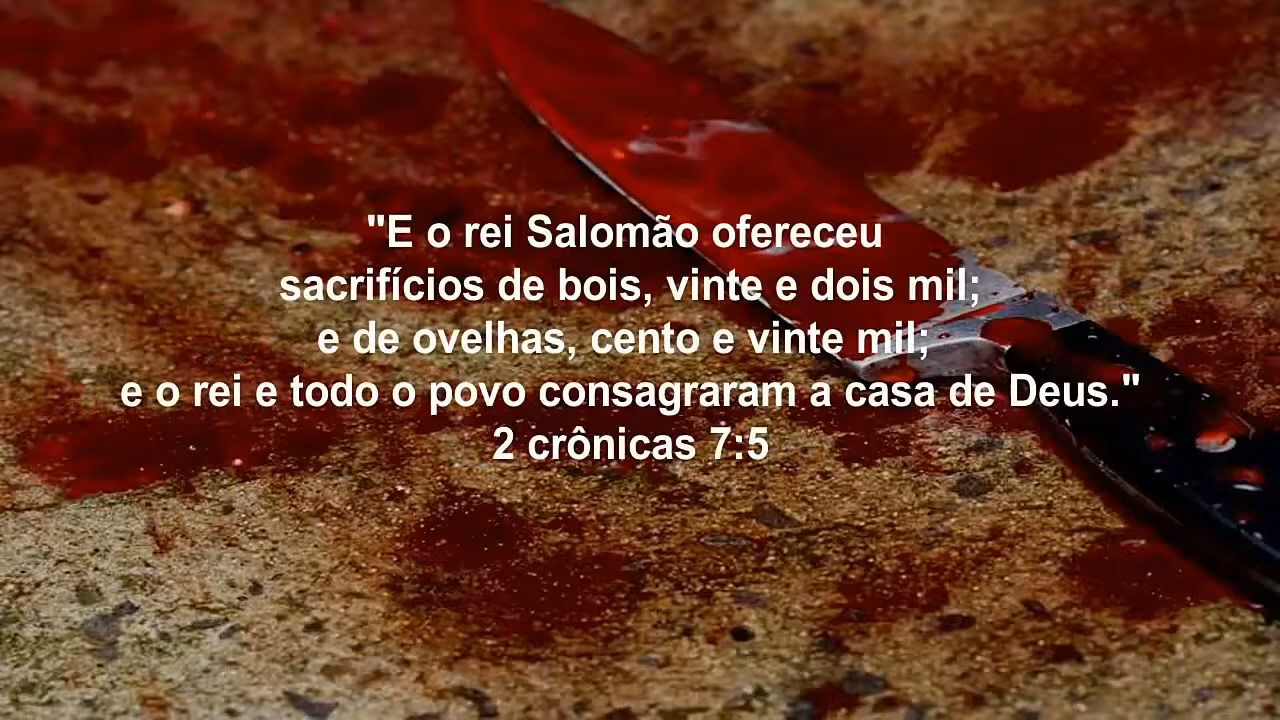 "E o rei Salomão ofereceu
sacrifícios de bois, vinte e dois mil;
e de ovelhas, cento e vinte mil;
e o rei e todo o povo consagraram a casa de Deus."
2 crônicas 7:5